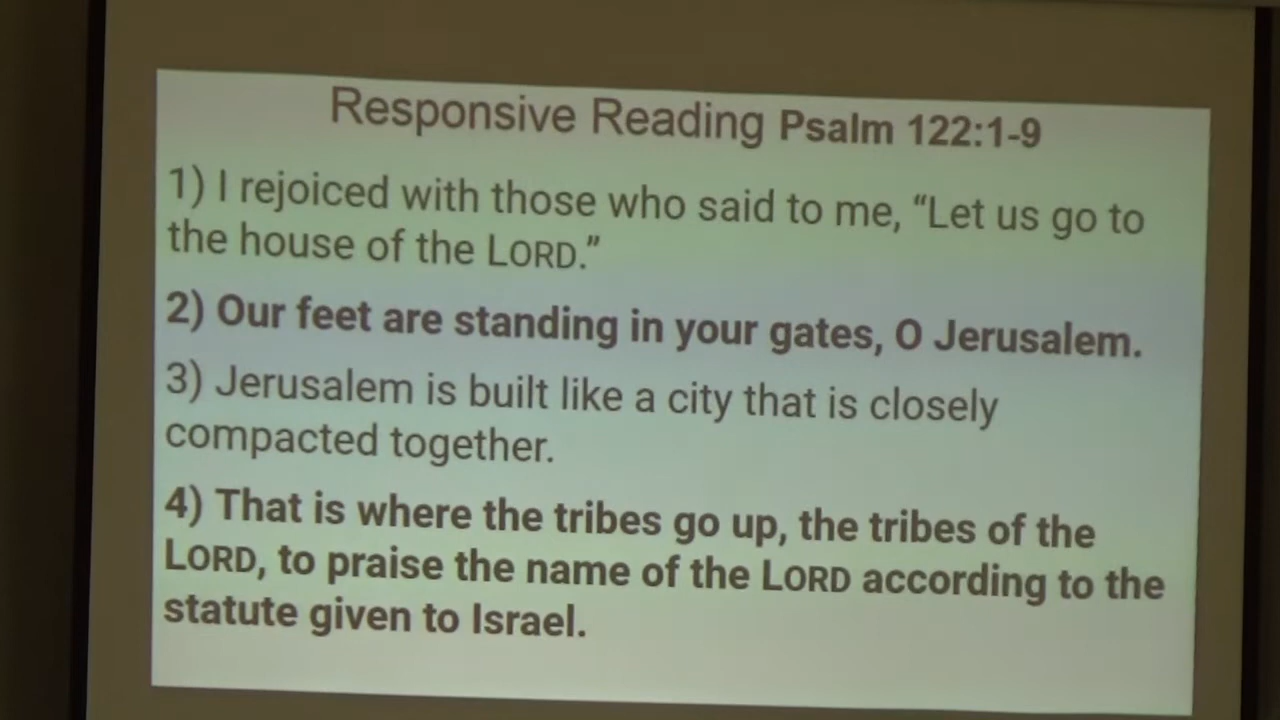 Responsive Reading Psalm 122:1-9
1) I rejoiced with those who said to me, “Let us go to
the house of the LORD.”
2) Our feet are standing in your gates, O Jerusalem.
3) Jerusalem is built like a city that is closely
compacted together.
4) That is where the tribes go up, the tribes of the
LORD, to praise the name of the LORD according to the
statute given to Israel.